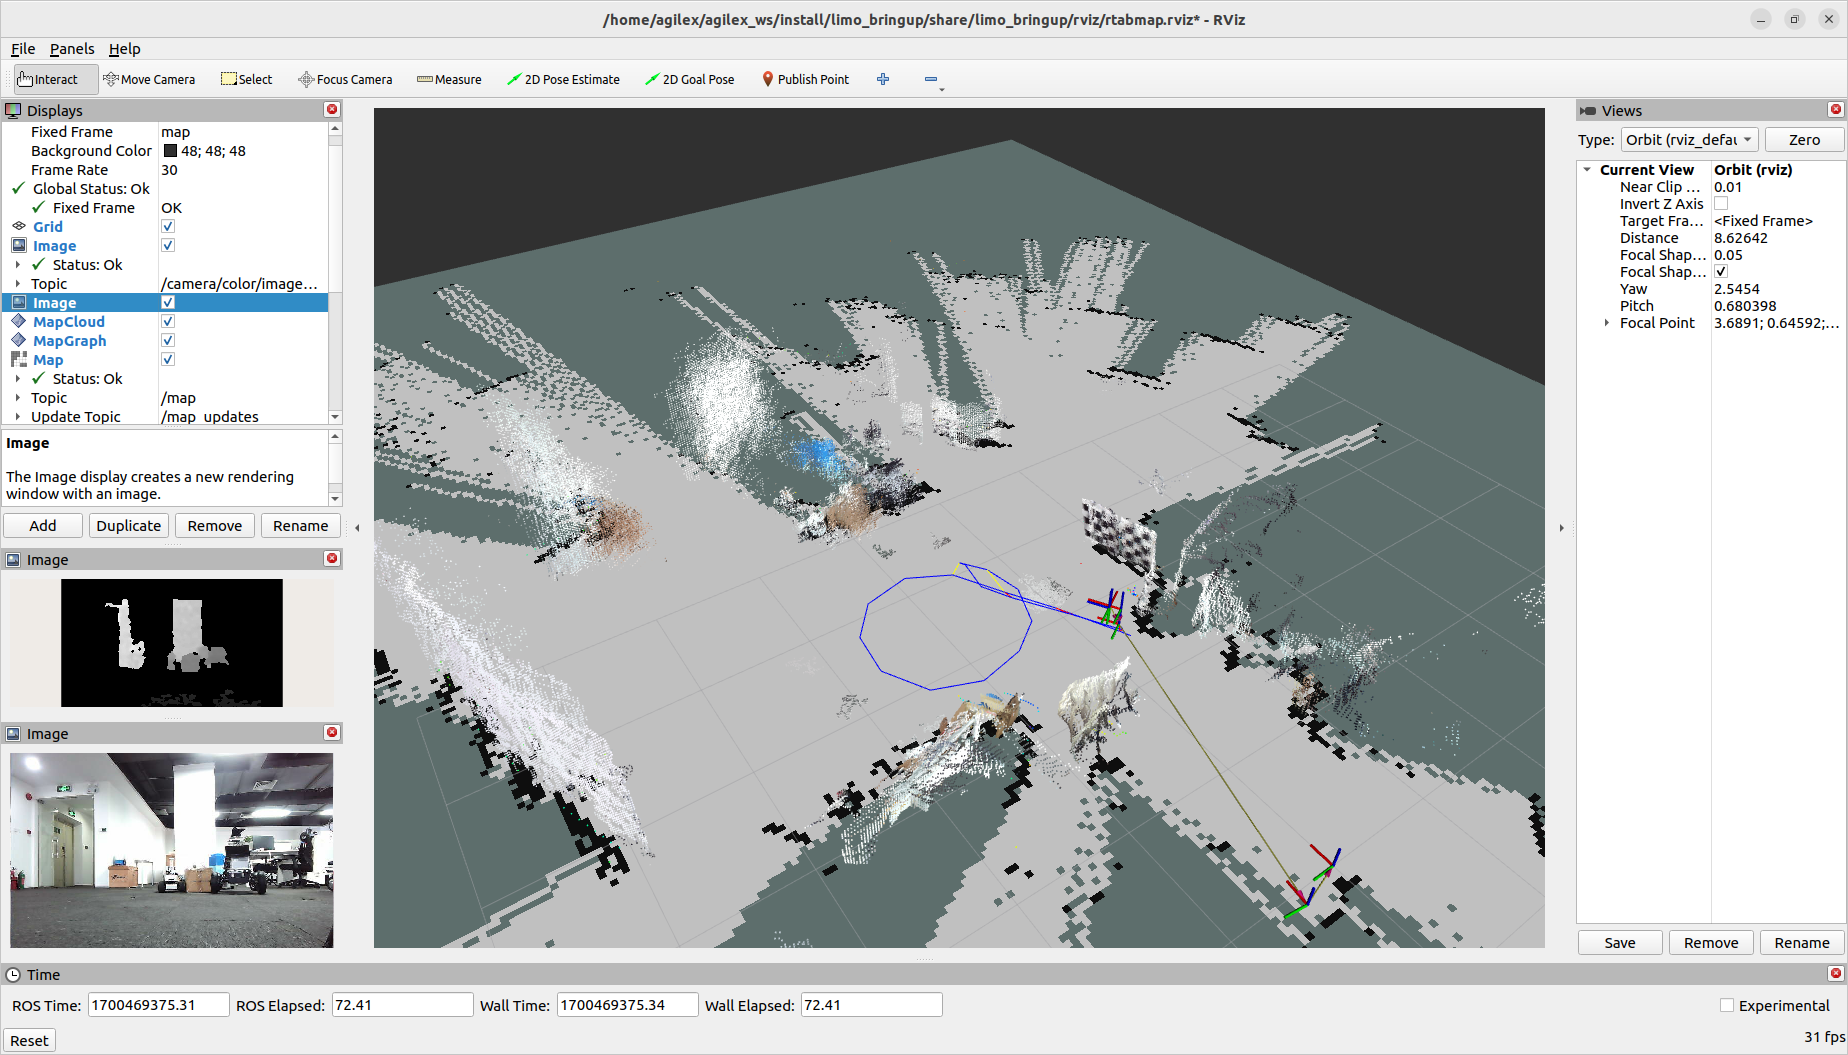 /home/agilex/agilex_ws/install/limo_bringup/share/limo_bringup/rviz/rtabmap.rviz* - RViz
File Panels Help
Interact Move Camera Select Focus Camera Measure 2D Pose Estimate 2D Goal Pose Publish Point
Displays
Fixed Frame map
Background Color 48; 48; 48
Frame Rate 30
Global Status: Ok
Fixed Frame OK
Grid
Image
Status: Ok
Topic /camera/color/image...
Image
MapCloud
MapGraph
Map
Status: Ok
Topic /map
Update Topic /map_updates
Image
The Image display creates a new rendering
window with an image.
Add Duplicate Remove Rename
Image
Image
Views
Type: Orbit (rviz_defau Zero
Current View Orbit (rviz)
Near Clip ... 0.01
Invert Z Axis
Target Fra... <Fixed Frame>
Distance 8.62642
Focal Shap... 0.05
Focal Shap...
Yaw 2.5454
Pitch 0.680398
Focal Point 3.6891; 0.64592;...
Save Remove Rename
Time
ROS Time: 1700469375.31 ROS Elapsed: 72.41 Wall Time: 1700469375.34 Wall Elapsed: 72.41 Experimental
Reset 31 fps